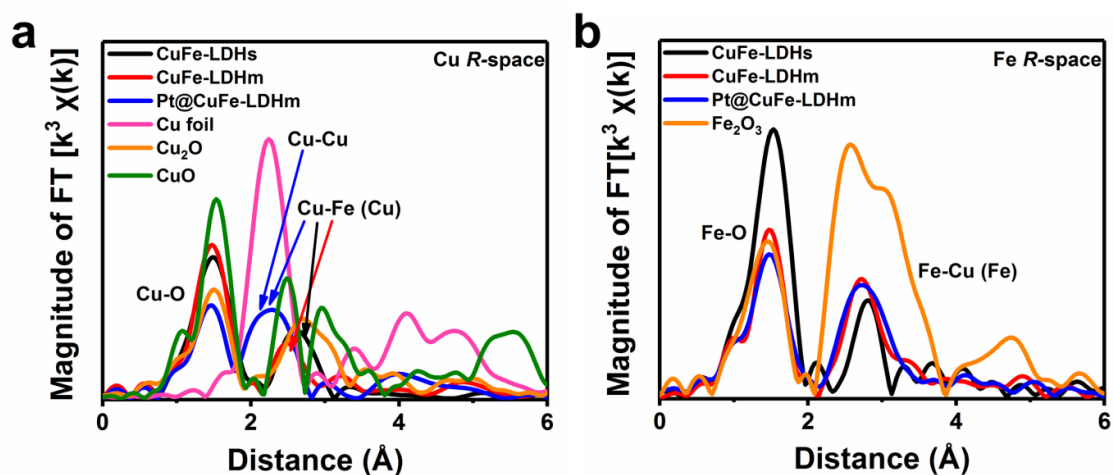 a
Magnitude of FT [k³ χ(k)]
CuFe-LDHs
CuFe-LDHm
Pt@CuFe-LDHm
Cu foil
Cu₂O
CuO
Cu R-space
Cu-Cu
Cu-Fe (Cu)
Cu-O
0 2 4 6
Distance (Å)
b
Magnitude of FT[k³ χ(k)]
CuFe-LDHs
CuFe-LDHm
Pt@CuFe-LDHm
Fe₂O₃
Fe R-space
Fe-O
Fe-Cu (Fe)
0 2 4 6
Distance (Å)